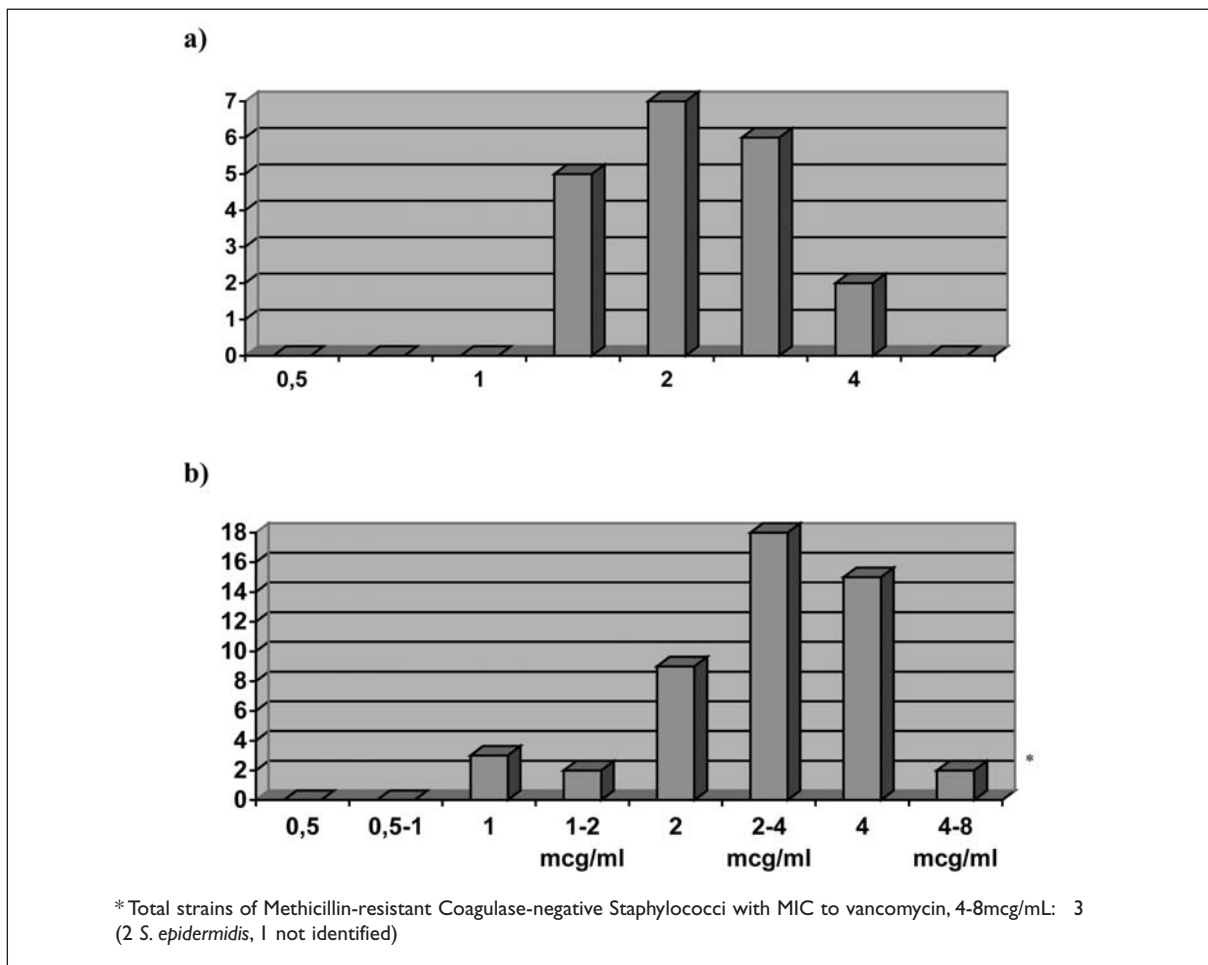 a)
7
6
5
4
3
2
1
0
0,5 1 2 4
b)
18
16
14
12
10
8
6
4
2
0
*
0,5 0,5-1 1 1-2 2 2-4 4 4-8
mcg/ml mcg/ml mcg/ml
* Total strains of Methicillin-resistant Coagulase-negative Staphylococci with MIC to vancomycin, 4-8mcg/mL: 3
(2 S. epidermidis, 1 not identified)